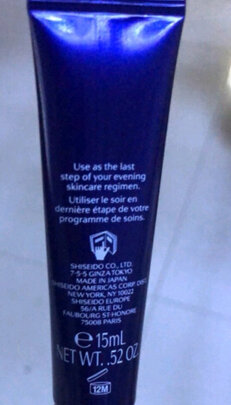 Use as the last
step of your evening
skincare regimen.
Utiliser le soin en
dernière étape de votre
programme de soins.
SHISEIDO CO., LTD.
7-5-5 GINZA TOKYO
MADE IN JAPAN
SHISEIDO AMERICAS CORP. DIST.
NEW YORK, NY 10022
SHISEIDO EUROPE
56/A RUE DU
FAUBOURG ST-HONORE
75008 PARIS
e 15mL
NET WT. .52 OZ.
12M